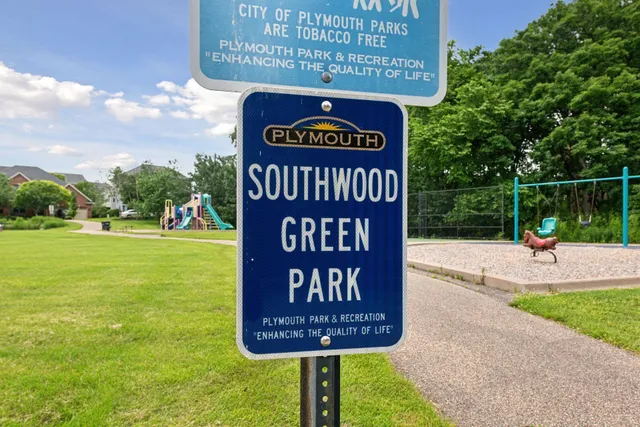 CITY OF PLYMOUTH PARKS
ARE TOBACCO FREE
PLYMOUTH PARK & RECREATION
"ENHANCING THE QUALITY OF LIFE"
PLYMOUTH
SOUTHWOOD
GREEN
PARK
PLYMOUTH PARK & RECREATION
"ENHANCING THE QUALITY OF LIFE"